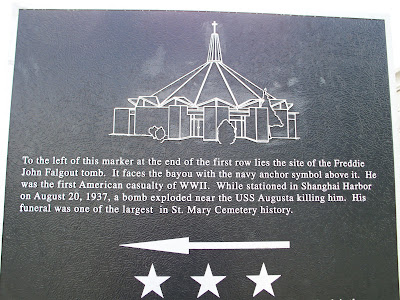 To the left of this marker at the end of the first row lies the site of the Freddie
John Falgout tomb. It faces the bayou with the navy anchor symbol above it. He
was the first American casualty of WWII. While stationed in Shanghai Harbor
on August 20, 1937, a bomb exploded near the USS Augusta killing him. His
funeral was one of the largest in St. Mary Cemetery history.